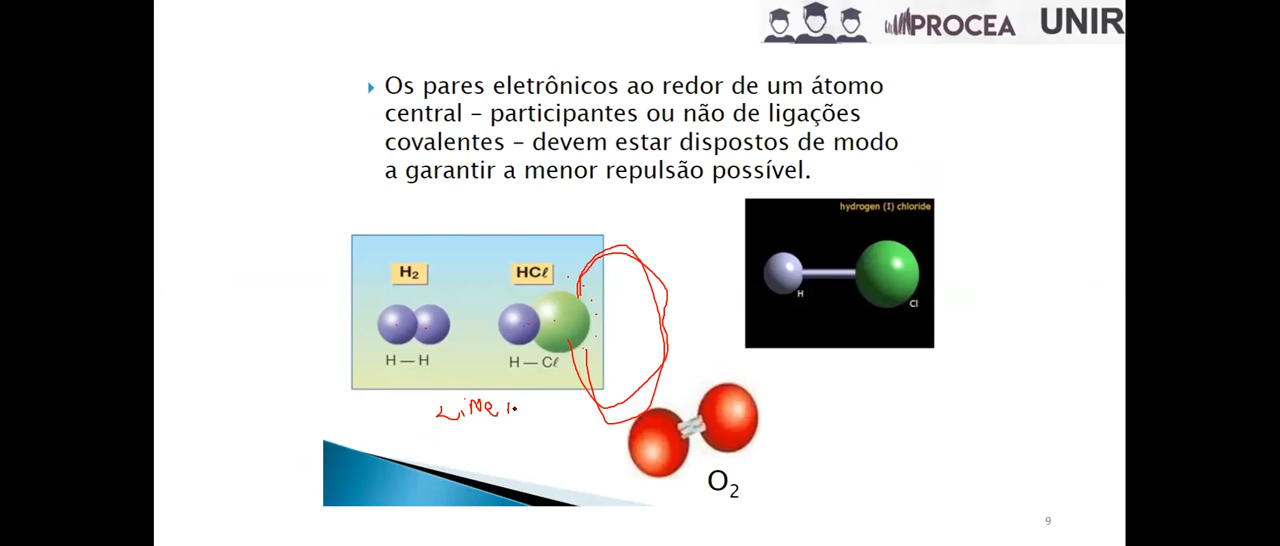 PROCEA UNIR
Os pares eletrônicos ao redor de um átomo
central – participantes ou não de ligações
covalentes – devem estar dispostos de modo
a garantir a menor repulsão possível.
hydrogen (I) chloride
H
Cl
H₂ HCℓ
H — H H — Cℓ
O₂
9